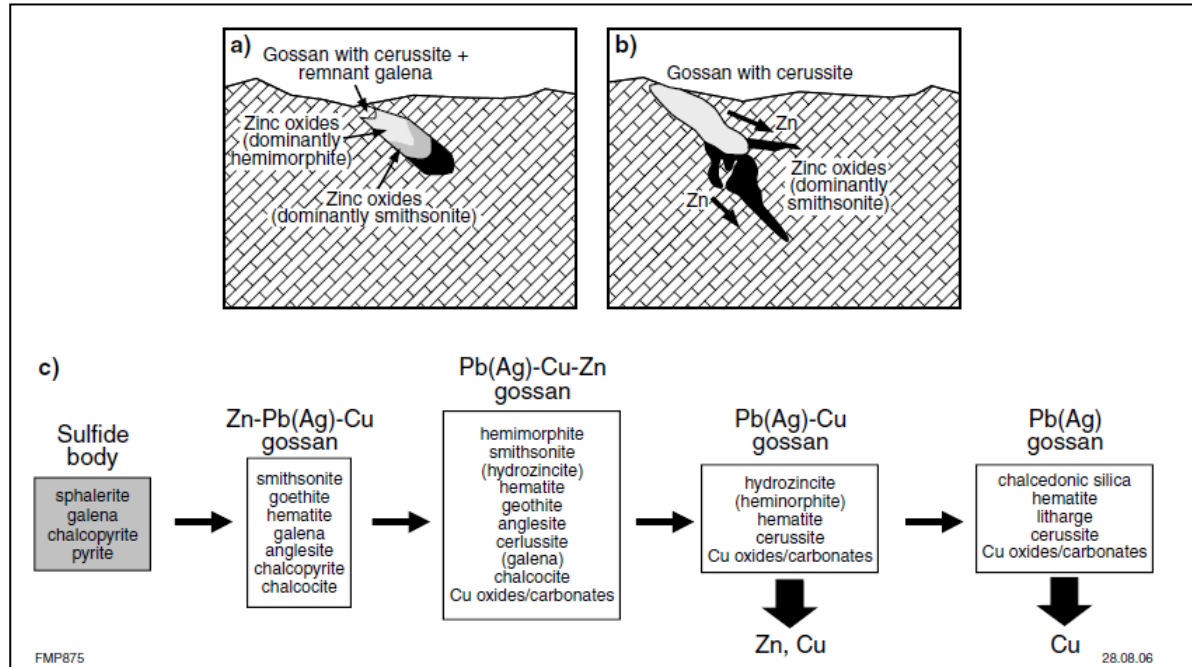 a)
Gossan with cerussite +
remnant galena
Zinc oxides
(dominantly
hemimorphite)
Zinc oxides
(dominantly smithsonite)
b)
Gossan with cerussite
Zn
Zinc oxides
(dominantly
smithsonite)
Zn
c)
Sulfide
body
sphalerite
galena
chalcopyrite
pyrite
Zn-Pb(Ag)-Cu
gossan
smithsonite
goethite
hematite
galena
anglesite
chalcopyrite
chalcocite
Pb(Ag)-Cu-Zn
gossan
hemimorphite
smithsonite
(hydrozincite)
hematite
geothite
anglesite
cerlussite
(galena)
chalcocite
Cu oxides/carbonates
Pb(Ag)-Cu
gossan
hydrozincite
(heminorphite)
hematite
cerussite
Cu oxides/carbonates
Zn, Cu
Pb(Ag)
gossan
chalcedonic silica
hematite
litharge
cerussite
Cu oxides/carbonates
Cu
FMP875
28.08.06